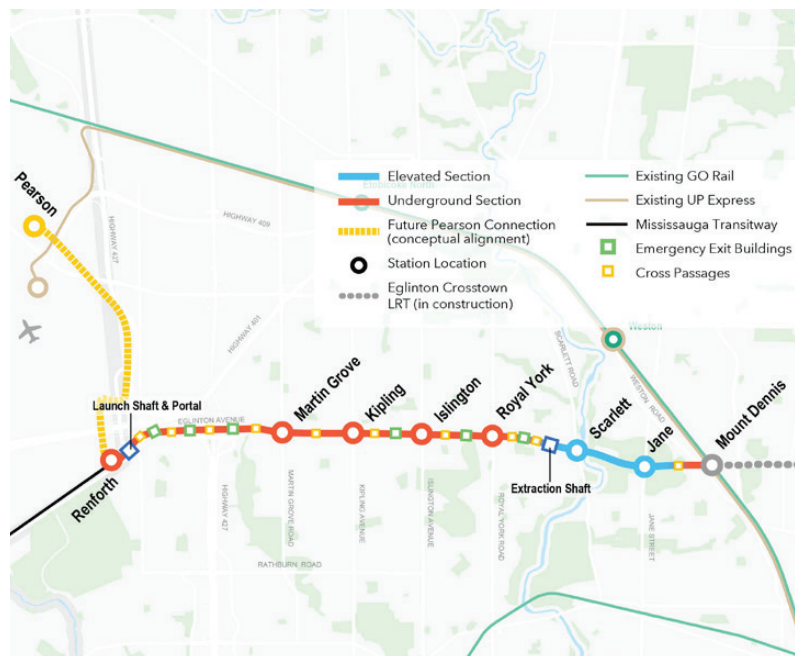 Elevated Section
Underground Section
Future Pearson Connection
(conceptual alignment)
Station Location
Eglinton Crosstown
LRT (in construction)
Existing GO Rail
Existing UP Express
Mississauga Transitway
Emergency Exit Buildings
Cross Passages
Etobicoke North
Pearson
HIGHWAY 409
HIGHWAY 427
HIGHWAY 401
Weston
SCARLETT ROAD
WESTON ROAD
Launch Shaft & Portal
EGLINTON AVENUE
Renforth
Martin Grove
Kipling
Islington
Royal York
Scarlett
Jane
Mount Dennis
Extraction Shaft
HIGHWAY 427
MARTIN GROVE ROAD
KIPLING AVENUE
ISLINGTON AVENUE
ROYAL YORK ROAD
JANE STREET
RATHBURN ROAD